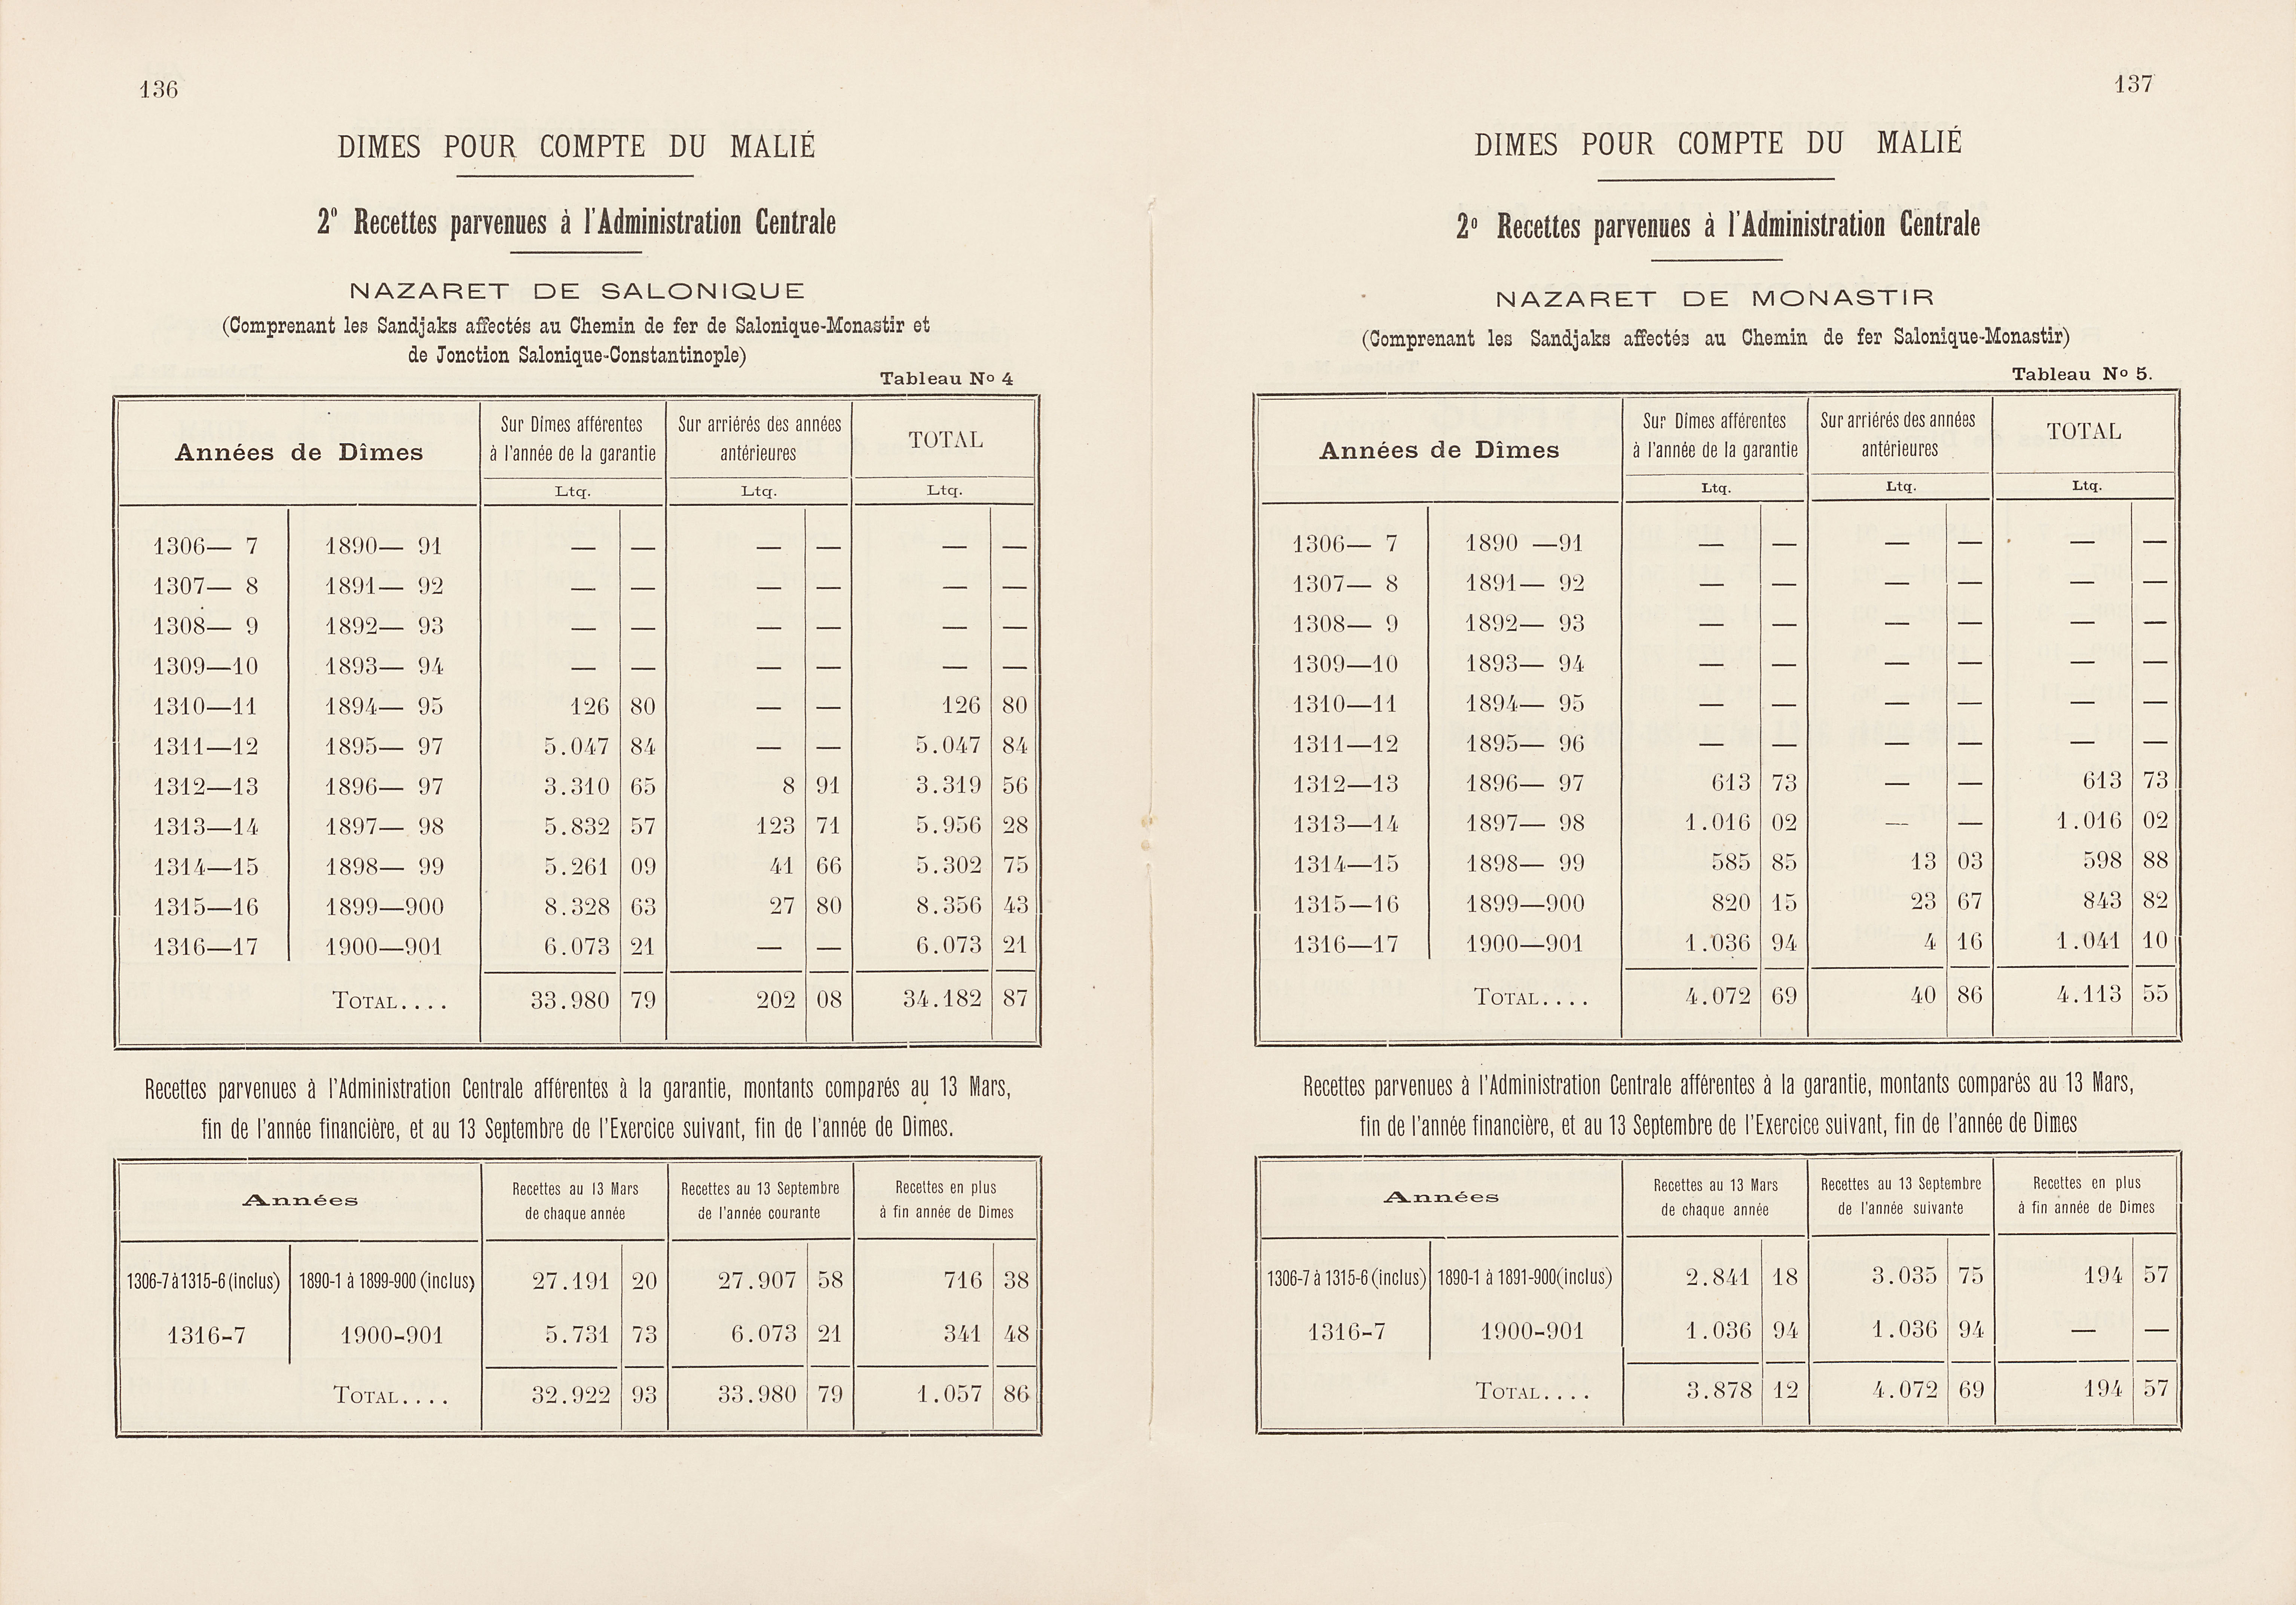 136
DIMES POUR COMPTE DU MALIÉ
2º Recettes parvenues à l'Administration Centrale
NAZARET DE SALONIQUE
(Comprenant les Sandjaks affectés au Chemin de fer de Salonique-Monastir et
de Jonction Salonique-Constantinople)
Tableau Nº 4
Années de Dîmes | Sur Dîmes afférentes à l'année de la garantie | Sur arriérés des années antérieures | TOTAL
Ltq. | Ltq. | Ltq.
1306— 7 | 1890— 91 | — — | — — | — —
1307— 8 | 1891— 92 | — — | — — | — —
1308— 9 | 1892— 93 | — — | — — | — —
1309—10 | 1893— 94 | — — | — — | — —
1310—11 | 1894— 95 | 126 80 | — — | 126 80
1311—12 | 1895— 97 | 5.047 84 | — — | 5.047 84
1312—13 | 1896— 97 | 3.310 65 | 8 91 | 3.319 56
1313—14 | 1897— 98 | 5.832 57 | 123 71 | 5.956 28
1314—15 | 1898— 99 | 5.261 09 | 41 66 | 5.302 75
1315—16 | 1899—900 | 8.328 63 | 27 80 | 8.356 43
1316—17 | 1900—901 | 6.073 21 | — — | 6.073 21
TOTAL.... | 33.980 79 | 202 08 | 34.182 87
Recettes parvenues à l'Administration Centrale afférentes à la garantie, montants comparés au 13 Mars,
fin de l'année financière, et au 13 Septembre de l'Exercice suivant, fin de l'année de Dîmes.
Années | Recettes au 13 Mars de chaque année | Recettes au 13 Septembre de l'année courante | Recettes en plus à fin année de Dîmes
1306-7 à 1315-6 (inclus) | 1890-1 à 1899-900 (inclus) | 27.191 20 | 27.907 58 | 716 38
1316-7 | 1900-901 | 5.731 73 | 6.073 21 | 341 48
TOTAL.... | 32.922 93 | 33.980 79 | 1.057 86
137
DIMES POUR COMPTE DU MALIÉ
2º Recettes parvenues à l'Administration Centrale
NAZARET DE MONASTIR
(Comprenant les Sandjaks affectés au Chemin de fer Salonique-Monastir)
Tableau Nº 5.
Années de Dîmes | Sur Dîmes afférentes à l'année de la garantie | Sur arriérés des années antérieures | TOTAL
Ltq. | Ltq. | Ltq.
1306— 7 | 1890 —91 | — — | — — | — —
1307— 8 | 1891— 92 | — — | — — | — —
1308— 9 | 1892— 93 | — — | — — | — —
1309—10 | 1893— 94 | — — | — — | — —
1310—11 | 1894— 95 | — — | — — | — —
1311—12 | 1895— 96 | — — | — — | — —
1312—13 | 1896— 97 | 613 73 | — — | 613 73
1313—14 | 1897— 98 | 1.016 02 | — — | 1.016 02
1314—15 | 1898— 99 | 585 85 | 13 03 | 598 88
1315—16 | 1899—900 | 820 15 | 23 67 | 843 82
1316—17 | 1900—901 | 1.036 94 | 4 16 | 1.041 10
TOTAL.... | 4.072 69 | 40 86 | 4.113 55
Recettes parvenues à l'Administration Centrale afférentes à la garantie, montants comparés au 13 Mars,
fin de l'année financière, et au 13 Septembre de l'Exercice suivant, fin de l'année de Dîmes
Années | Recettes au 13 Mars de chaque année | Recettes au 13 Septembre de l'année suivante | Recettes en plus à fin année de Dîmes
1306-7 à 1315-6 (inclus) | 1890-1 à 1891-900 (inclus) | 2.841 18 | 3.035 75 | 194 57
1316-7 | 1900-901 | 1.036 94 | 1.036 94 | — —
TOTAL.... | 3.878 12 | 4.072 69 | 194 57